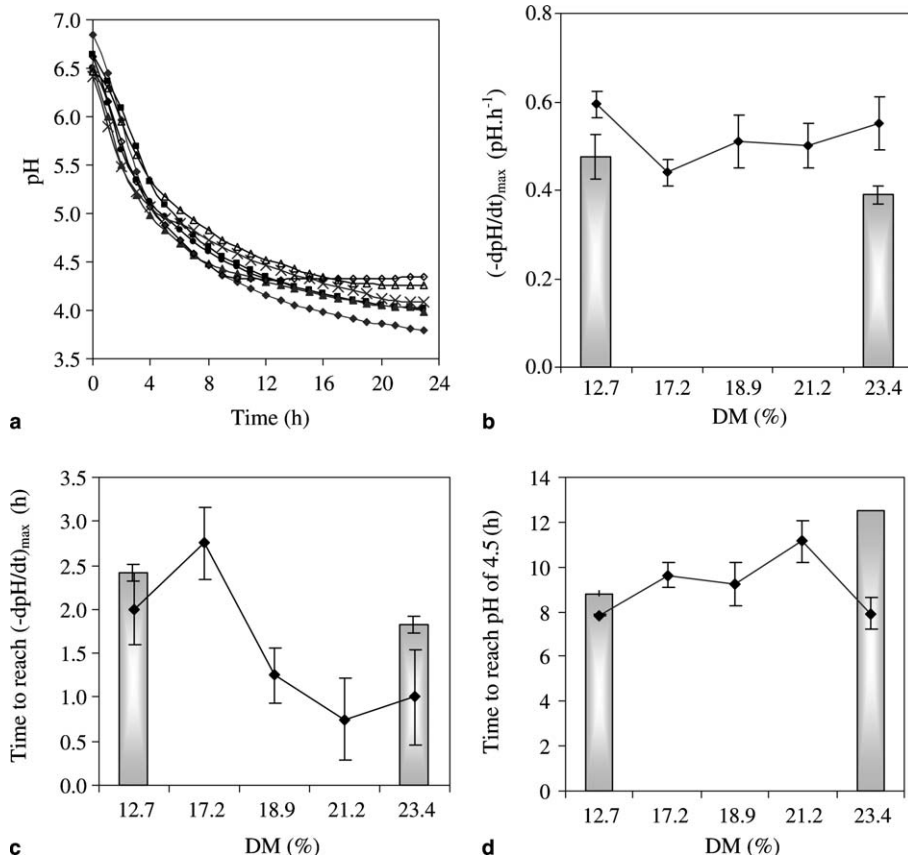 7.0
6.5
6.0
5.5
5.0
4.5
4.0
3.5
pH
0 4 8 12 16 20 24
Time (h)
a
0.8
0.6
0.4
0.2
0.0
(-dpH/dt)max (pH.h-1)
12.7 17.2 18.9 21.2 23.4
DM (%)
b
3.5
3.0
2.5
2.0
1.5
1.0
0.5
0.0
Time to reach (-dpH/dt)max (h)
12.7 17.2 18.9 21.2 23.4
DM (%)
c
14
12
10
8
6
4
2
0
Time to reach pH of 4.5 (h)
12.7 17.2 18.9 21.2 23.4
DM (%)
d